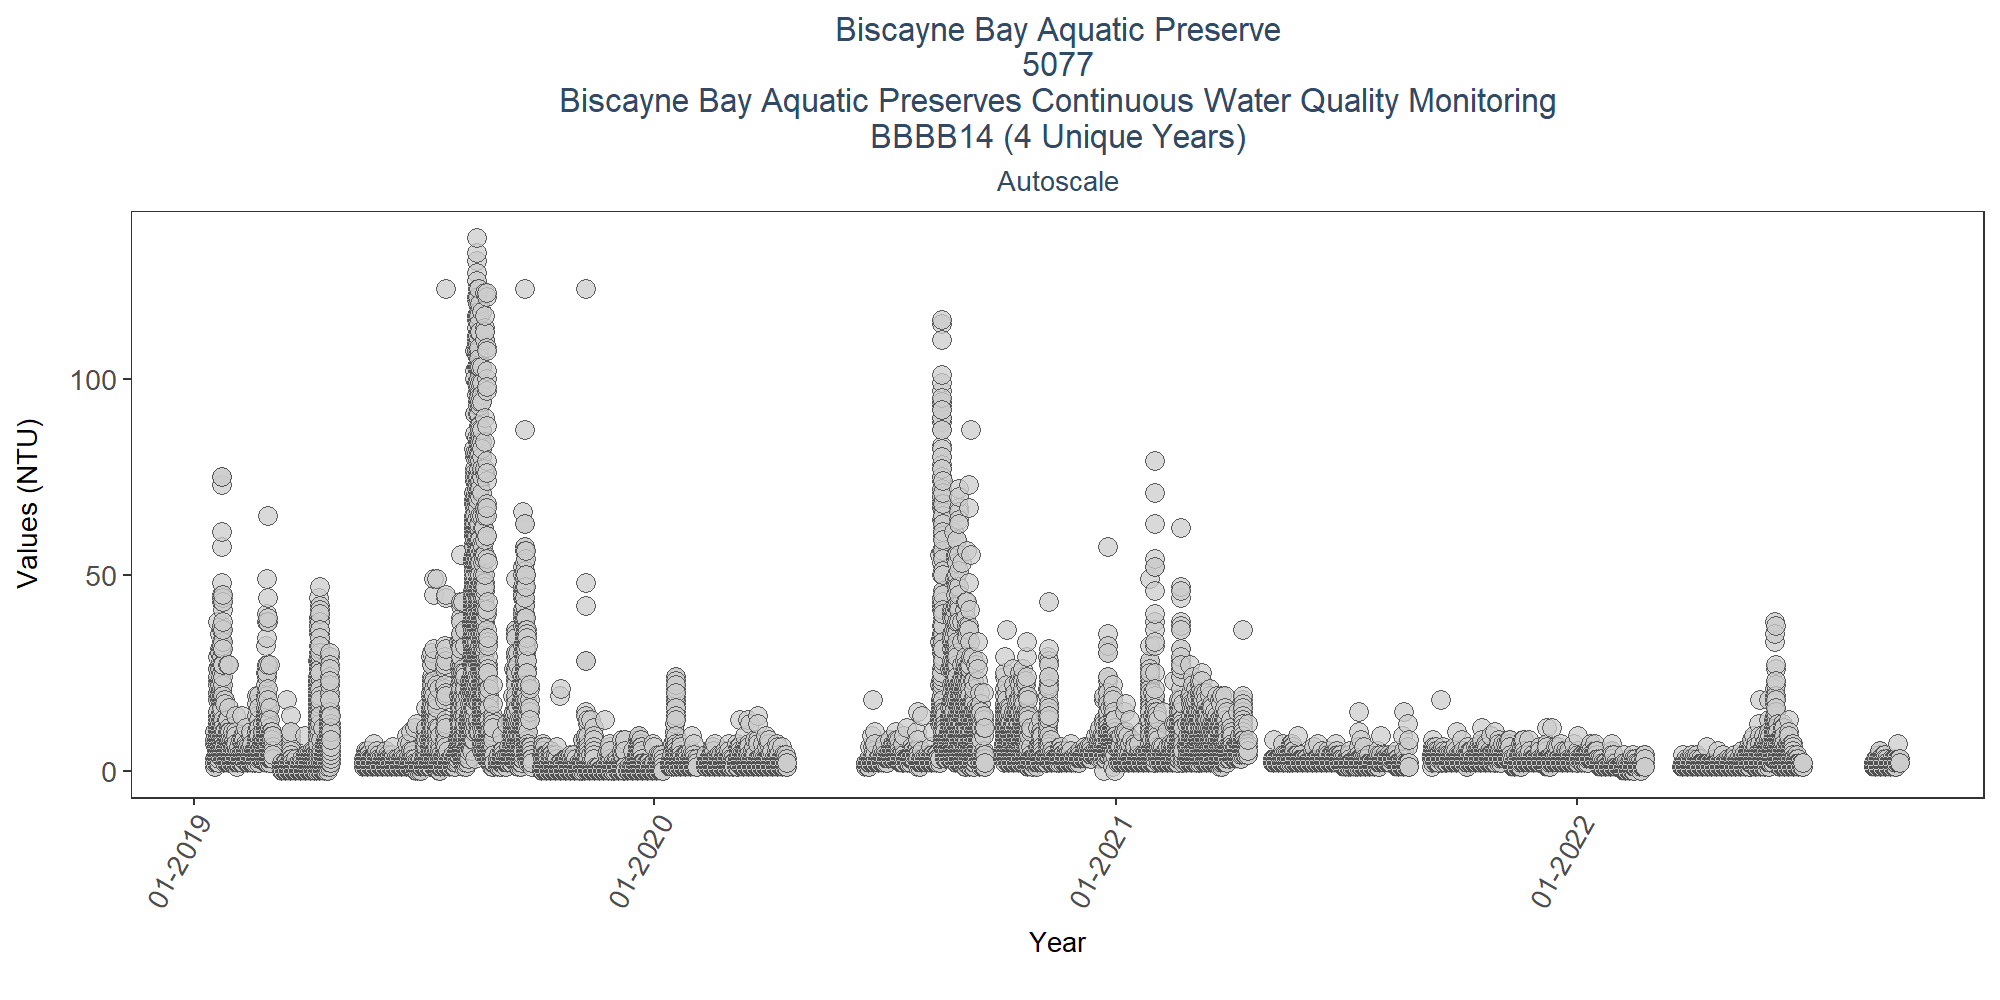 Biscayne Bay Aquatic Preserve
5077
Biscayne Bay Aquatic Preserves Continuous Water Quality Monitoring
BBBB14 (4 Unique Years)
Autoscale
Values (NTU)
100
50
0
01-2019
01-2020
01-2021
01-2022
Year